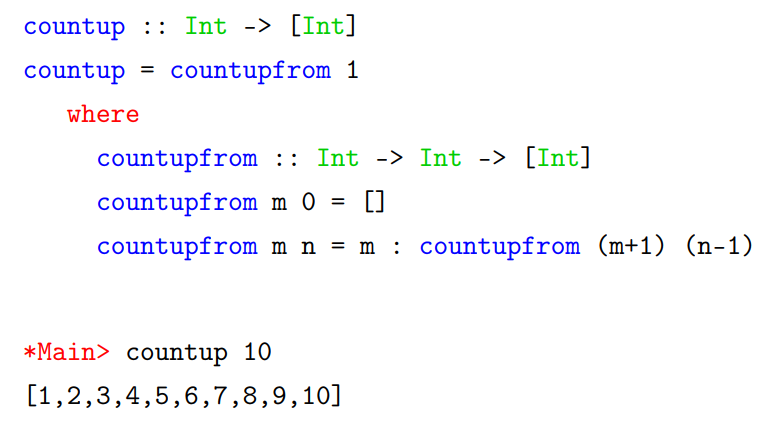 countup :: Int -> [Int]
countup = countupfrom 1
where
countupfrom :: Int -> Int -> [Int]
countupfrom m 0 = []
countupfrom m n = m : countupfrom (m+1) (n-1)
*Main> countup 10
[1,2,3,4,5,6,7,8,9,10]